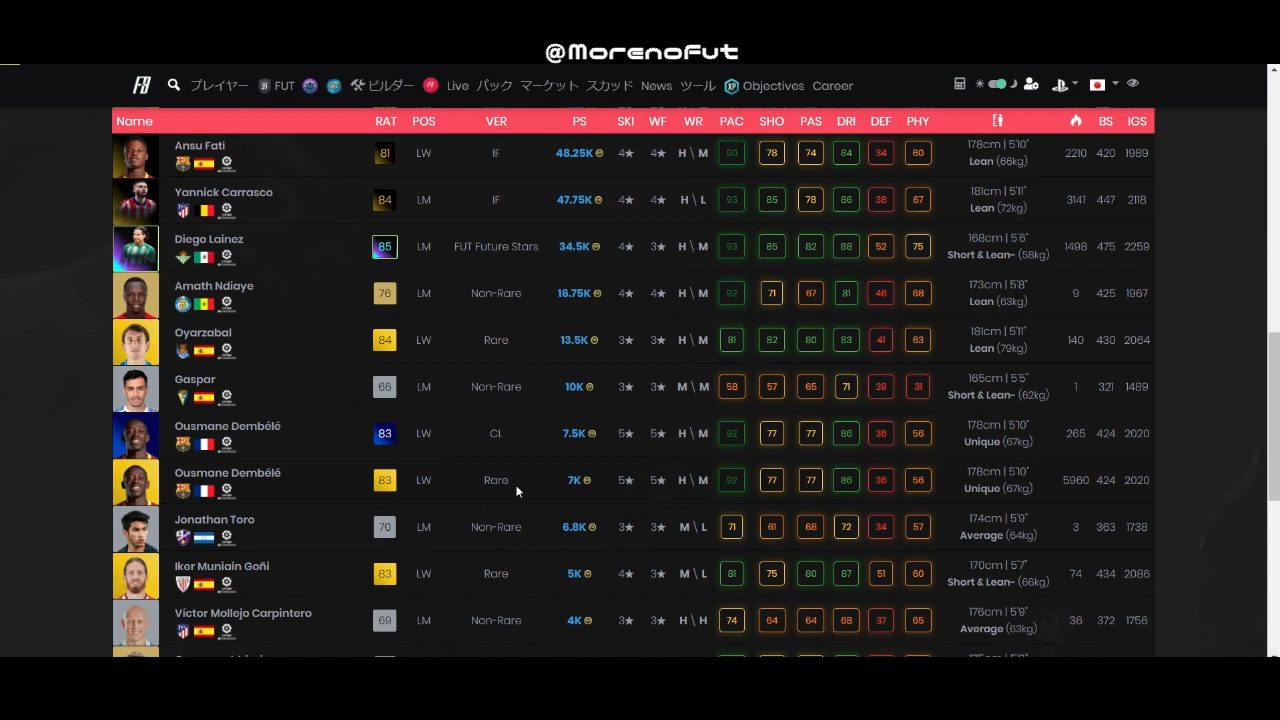 @MorenoFut
FB プレイヤー FUT ビルダー Live パック マーケット スカッド News ツール XP Objectives Career
Name RAT POS VER PS SKI WF WR PAC SHO PAS DRI DEF PHY BS IGS
Ansu Fati 81 LW IF 48.25K 4★ 4★ H \ M 90 78 74 84 34 60 178cm | 5'10" Lean (66kg) 2210 420 1989
Yannick Carrasco 84 LM IF 47.75K 4★ 4★ H \ L 93 85 78 86 38 67 181cm | 5'11" Lean (72kg) 3141 447 2118
Diego Lainez 85 LM FUT Future Stars 34.5K 4★ 3★ H \ M 93 85 82 88 52 75 168cm | 5'6" Short & Lean- (58kg) 1498 475 2259
Amath Ndiaye 76 LM Non-Rare 16.75K 4★ 4★ H \ M 92 71 67 81 46 68 173cm | 5'8" Lean (63kg) 9 425 1967
Oyarzabal 84 LW Rare 13.5K 3★ 3★ H \ M 81 82 80 83 41 63 181cm | 5'11" Lean (79kg) 140 430 2064
Gaspar 66 LM Non-Rare 10K 3★ 3★ M \ M 58 57 65 71 39 31 165cm | 5'5" Short & Lean- (62kg) 1 321 1489
Ousmane Dembélé 83 LW CL 7.5K 5★ 5★ H \ M 92 77 77 86 36 56 178cm | 5'10" Unique (67kg) 265 424 2020
Ousmane Dembélé 83 LW Rare 7K 5★ 5★ H \ M 92 77 77 86 36 56 178cm | 5'10" Unique (67kg) 5960 424 2020
Jonathan Toro 70 LM Non-Rare 6.8K 3★ 3★ M \ L 71 61 68 72 34 57 174cm | 5'9" Average (64kg) 3 363 1738
Iker Muniain Goñi 83 LW Rare 5K 4★ 3★ M \ L 81 75 80 87 51 60 170cm | 5'7" Short & Lean- (66kg) 74 434 2086
Víctor Mollejo Carpintero 69 LM Non-Rare 4K 3★ 3★ H \ H 74 64 64 68 37 65 176cm | 5'9" Average (63kg) 36 372 1756